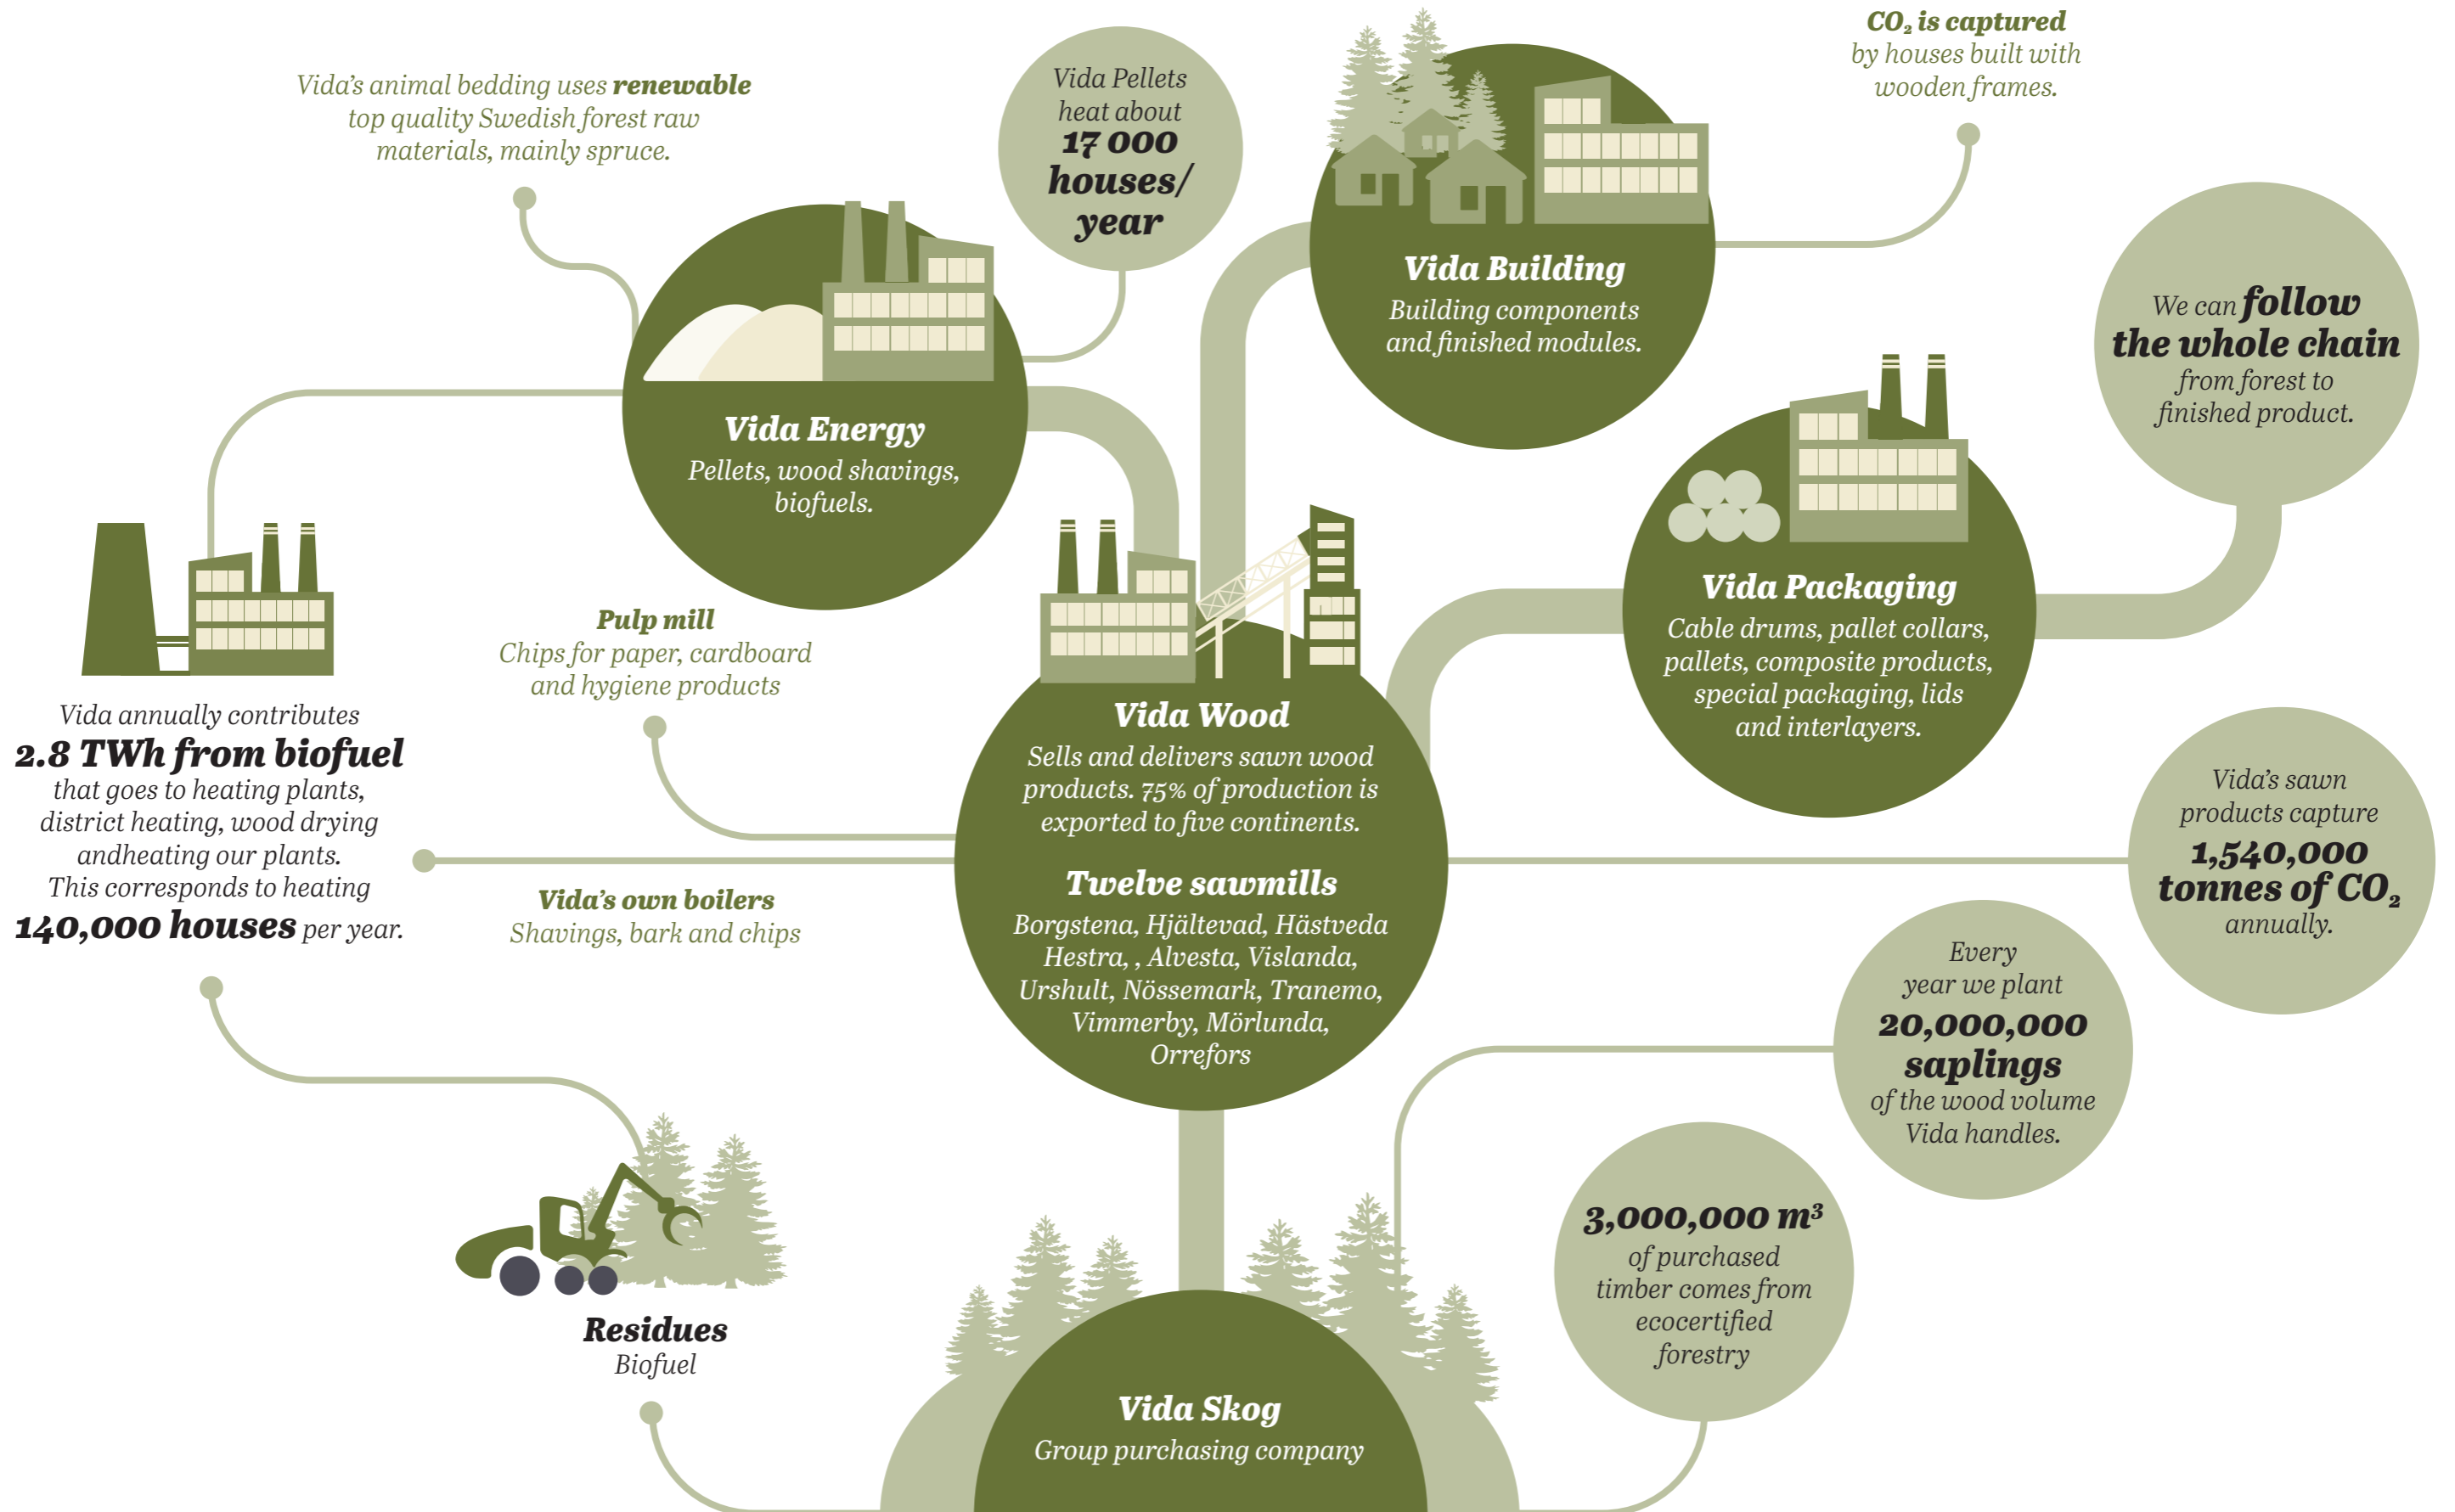 Vida's animal bedding uses renewable
top quality Swedish forest raw
materials, mainly spruce.
Vida Pellets
heat about
17 000
houses/
year
CO₂ is captured
by houses built with
wooden frames.
Vida Building
Building components
and finished modules.
We can follow
the whole chain
from forest to
finished product.
Vida Energy
Pellets, wood shavings,
biofuels.
Vida Packaging
Cable drums, pallet collars,
pallets, composite products,
special packaging, lids
and interlayers.
Pulp mill
Chips for paper, cardboard
and hygiene products
Vida annually contributes
2.8 TWh from biofuel
that goes to heating plants,
district heating, wood drying
andheating our plants.
This corresponds to heating
140,000 houses per year.
Vida's own boilers
Shavings, bark and chips
Vida Wood
Sells and delivers sawn wood
products. 75% of production is
exported to five continents.
Twelve sawmills
Borgstena, Hjältevad, Hästveda
Hestra, , Alvesta, Vislanda,
Urshult, Nössemark, Tranemo,
Vimmerby, Mörlunda,
Orrefors
Vida's sawn
products capture
1,540,000
tonnes of CO₂
annually.
Every
year we plant
20,000,000
saplings
of the wood volume
Vida handles.
3,000,000 m³
of purchased
timber comes from
ecocertified
forestry
Residues
Biofuel
Vida Skog
Group purchasing company